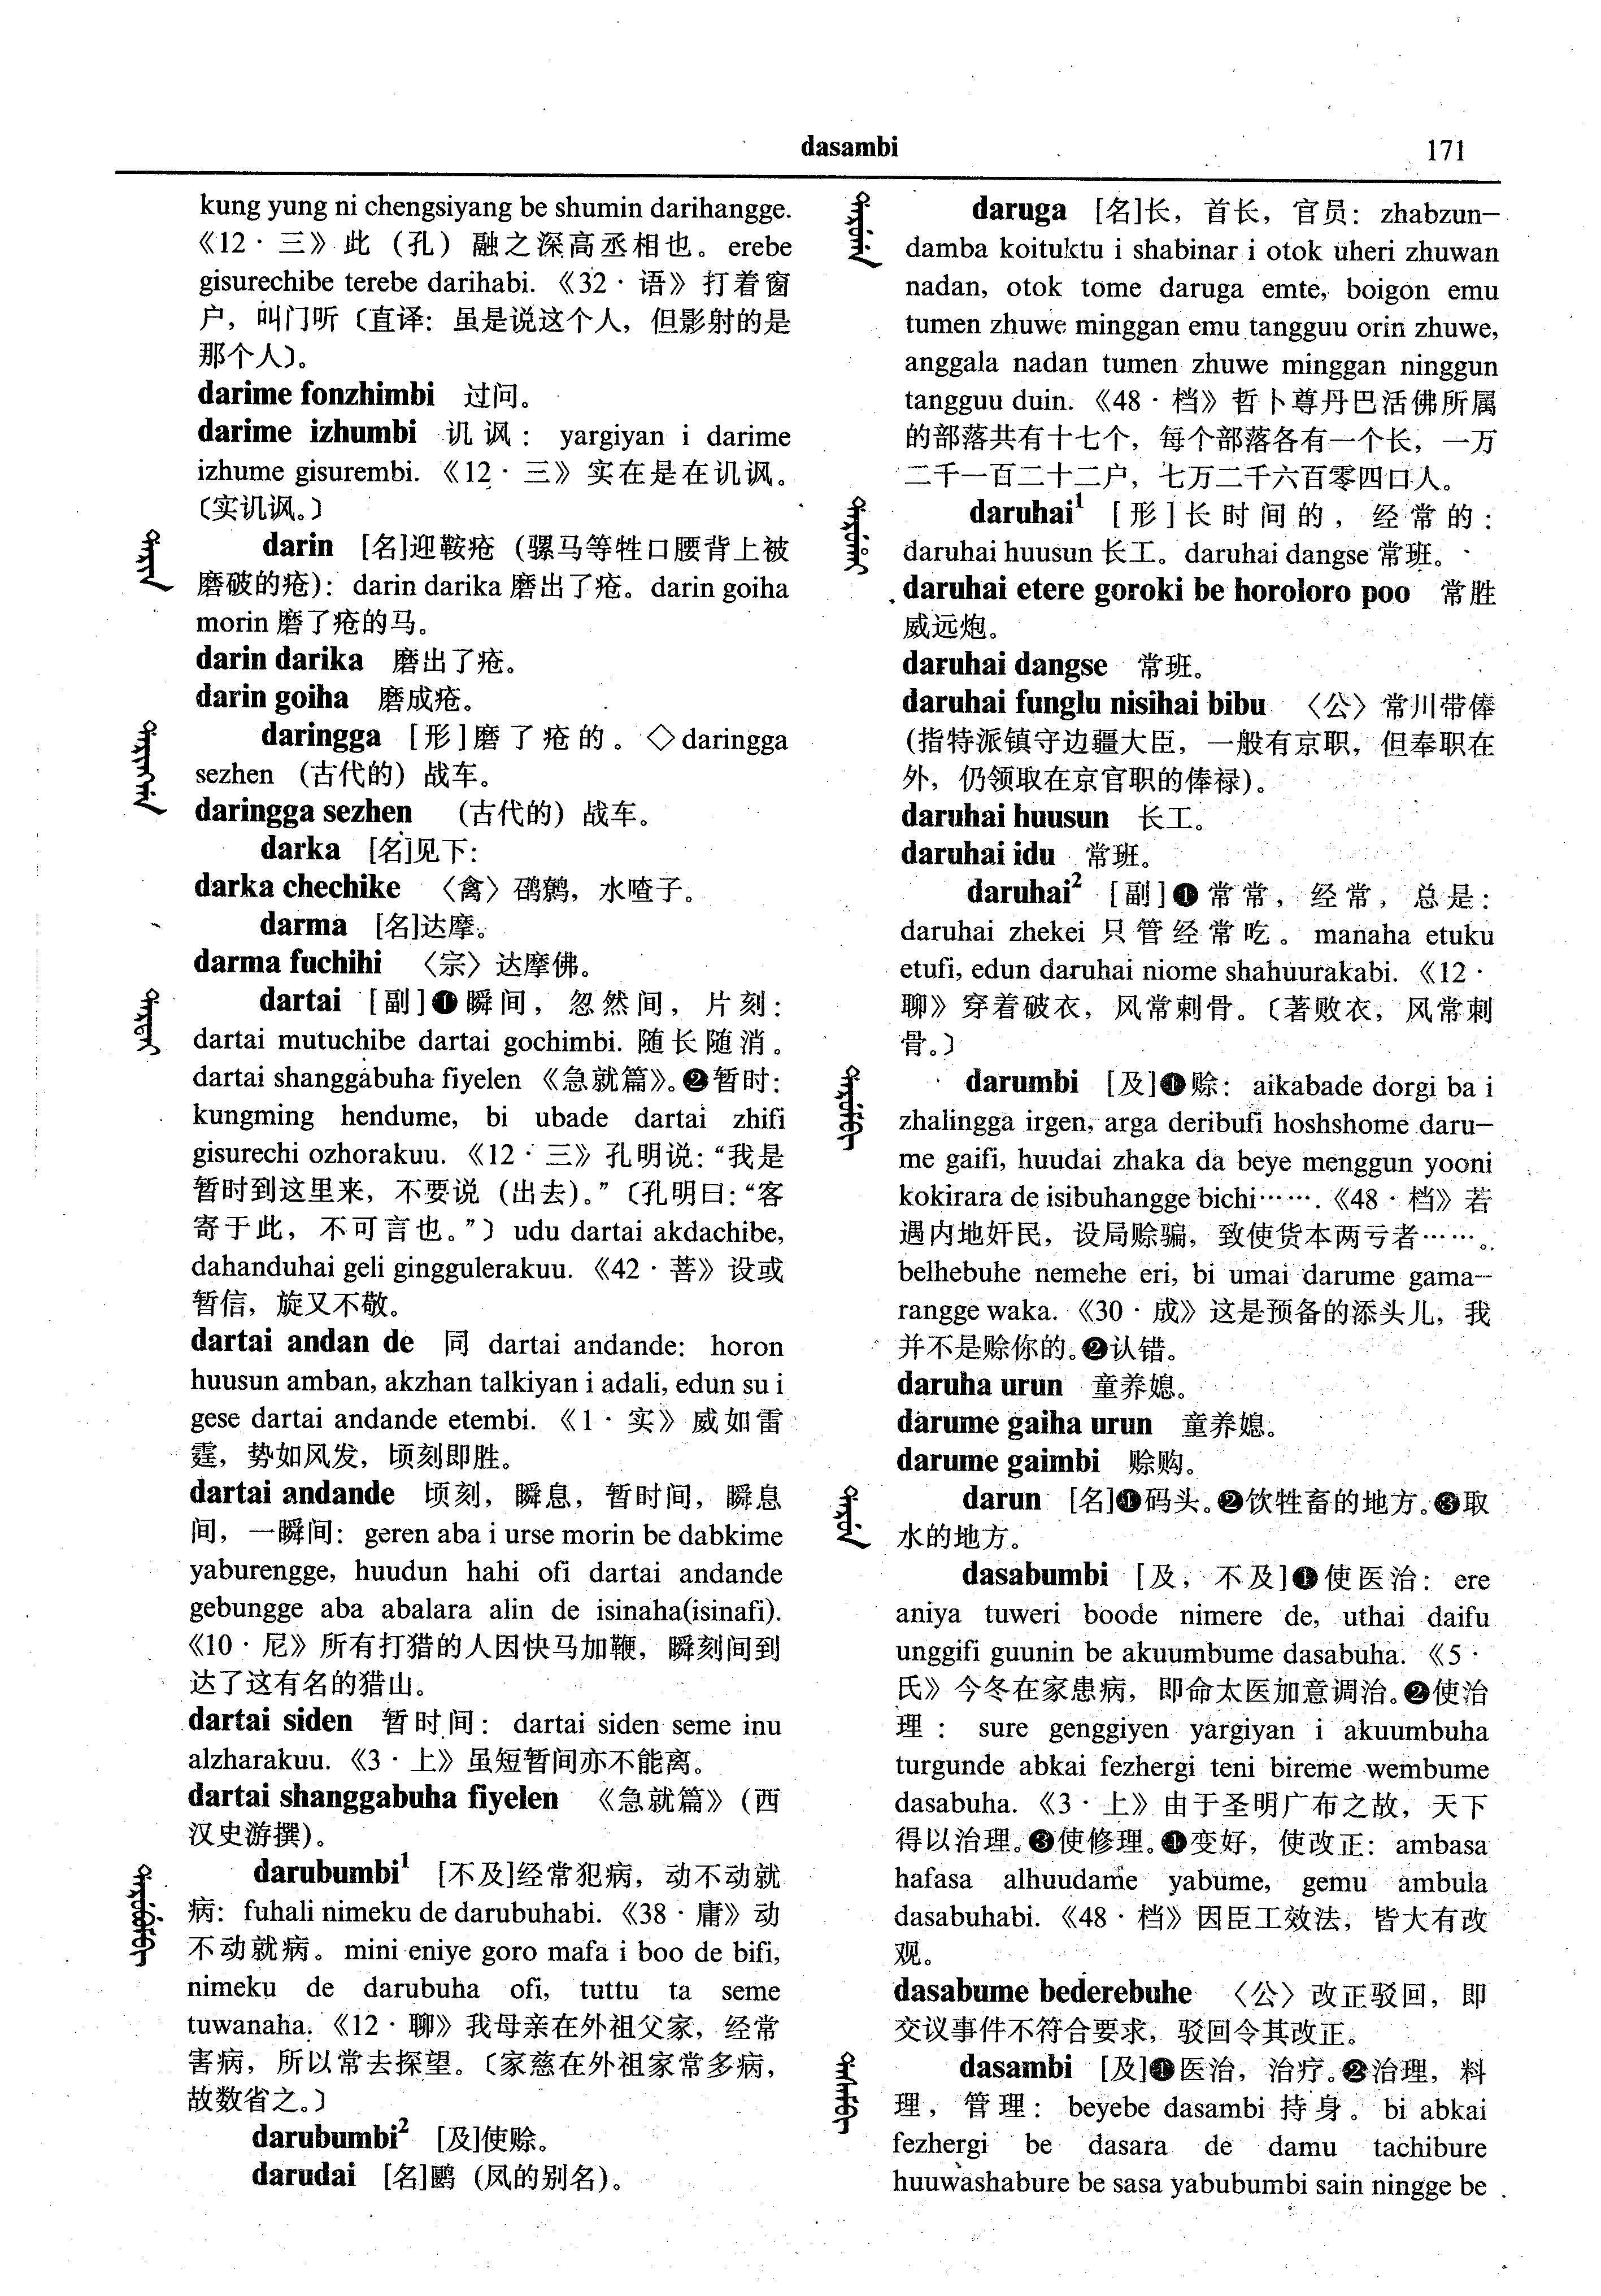 dasambi
171
kung yung ni chengsiyang be shumin darihangge.
《12·三》此（孔）融之深高丞相也。erebe
gisurechibe terebe darihabi.《32·语》打着窗
户，叫门听〔直译：虽是说这个人，但影射的是
那个人〕。
darime fonzhimbi 过问。
darime izhumbi 讥讽：yargiyan i darime
izhume gisurembi.《12·三》实在是在讥讽。
〔实讥讽。〕
darin [名]迎鞍疮（骡马等牲口腰背上被
磨破的疮）：darin darika 磨出了疮。darin goiha
morin 磨了疮的马。
darin darika 磨出了疮。
darin goiha 磨成疮。
daringga [形]磨了疮的。◇daringga
sezhen （古代的）战车。
daringga sezhen （古代的）战车。
darka [名]见下：
darka chechike 〈禽〉鸹鹩，水喳子。
darma [名]达摩。
darma fuchihi 〈宗〉达摩佛。
dartai [副]❶瞬间，忽然间，片刻：
dartai mutuchibe dartai gochimbi. 随长随消。
dartai shanggabuha fiyelen《急就篇》。❷暂时：
kungming hendume, bi ubade dartai zhifi
gisurechi ozhorakuu.《12·三》孔明说：“我是
暂时到这里来，不要说（出去）。”〔孔明曰：“客
寄于此，不可言也。”〕udu dartai akdachibe,
dahanduhai geli ginggulerakuu.《42·菩》设或
暂信，旋又不敬。
dartai andan de 同 dartai andande: horon
huusun amban, akzhan talkiyan i adali, edun su i
gese dartai andande etembi.《1·实》威如雷
霆，势如风发，顷刻即胜。
dartai andande 顷刻，瞬息，暂时间，瞬息
间，一瞬间：geren aba i urse morin be dabkime
yaburengge, huudun hahi ofi dartai andande
gebungge aba abalara alin de isinaha(isinafi).
《10·尼》所有打猎的人因快马加鞭，瞬刻间到
达了这有名的猎山。
dartai siden 暂时间：dartai siden seme inu
alzharakuu.《3·上》虽短暂间亦不能离。
dartai shanggabuha fiyelen 《急就篇》（西
汉史游撰）。
darubumbi¹ [不及]经常犯病，动不动就
病：fuhali nimeku de darubuhabi.《38·庸》动
不动就病。mini eniye goro mafa i boo de bifi,
nimeku de darubuha ofi, tuttu ta seme
tuwanaha.《12·聊》我母亲在外祖父家，经常
害病，所以常去探望。〔家慈在外祖家常多病，
故数省之。〕
darubumbi² [及]使赊。
darudai [名]鶠（凤的别名）。
daruga [名]长，首长，官员：zhabzun-
damba koituktu i shabinar i otok uheri zhuwan
nadan, otok tome daruga emte, boigon emu
tumen zhuwe minggan emu tangguu orin zhuwe,
anggala nadan tumen zhuwe minggan ninggun
tangguu duin.《48·档》哲卜尊丹巴活佛所属
的部落共有十七个，每个部落各有一个长，一万
二千一百二十二户，七万二千六百零四口人。
daruhai¹ [形]长时间的，经常的：
daruhai huusun 长工。daruhai dangse 常班。
daruhai etere goroki be horoloro poo 常胜
威远炮。
daruhai dangse 常班。
daruhai funglu nisihai bibu 〈公〉常川带俸
(指特派镇守边疆大臣，一般有京职，但奉职在
外，仍领取在京官职的俸禄)。
daruhai huusun 长工。
daruhai idu 常班。
daruhai² [副]❶常常，经常，总是：
daruhai zhekei 只管经常吃。manaha etuku
etufi, edun daruhai niome shahuurakabi.《12·
聊》穿着破衣，风常刺骨。〔著败衣，风常刺
骨。〕
darumbi [及]❶赊：aikabade dorgi ba i
zhalingga irgen, arga deribufi hoshshome daru-
me gaifi, huudai zhaka da beye menggun yooni
kokirara de isibuhangge bichi…….《48·档》若
遇内地奸民，设局赊骗，致使货本两亏者……。
belhebuhe nemehe eri, bi umai darume gama-
rangge waka.《30·成》这是预备的添头儿，我
并不是赊你的。❷认错。
daruha urun 童养媳。
darume gaiha urun 童养媳。
darume gaimbi 赊购。
darun [名]❶码头。❷饮牲畜的地方。❸取
水的地方。
dasabumbi [及，不及]❶使医治：ere
aniya tuweri boode nimere de, uthai daifu
unggifi guunin be akuumbume dasabuha.《5·
氏》今冬在家患病，即命太医加意调治。❷使治
理：sure genggiyen yargiyan i akuumbuha
turgunde abkai fezhergi teni bireme wembume
dasabuha.《3·上》由于圣明广布之故，天下
得以治理。❸使修理。❹变好，使改正：ambasa
hafasa alhuudame yabume, gemu ambula
dasabuhabi.《48·档》因臣工效法，皆大有改
观。
dasabume bederebuhe 〈公〉改正驳回，即
交议事件不符合要求，驳回令其改正。
dasambi [及]❶医治，治疗。❷治理，料
理，管理：beyebe dasambi 持身。bi abkai
fezhergi be dasara de damu tachibure
huuwashabure be sasa yabubumbi sain ningge be